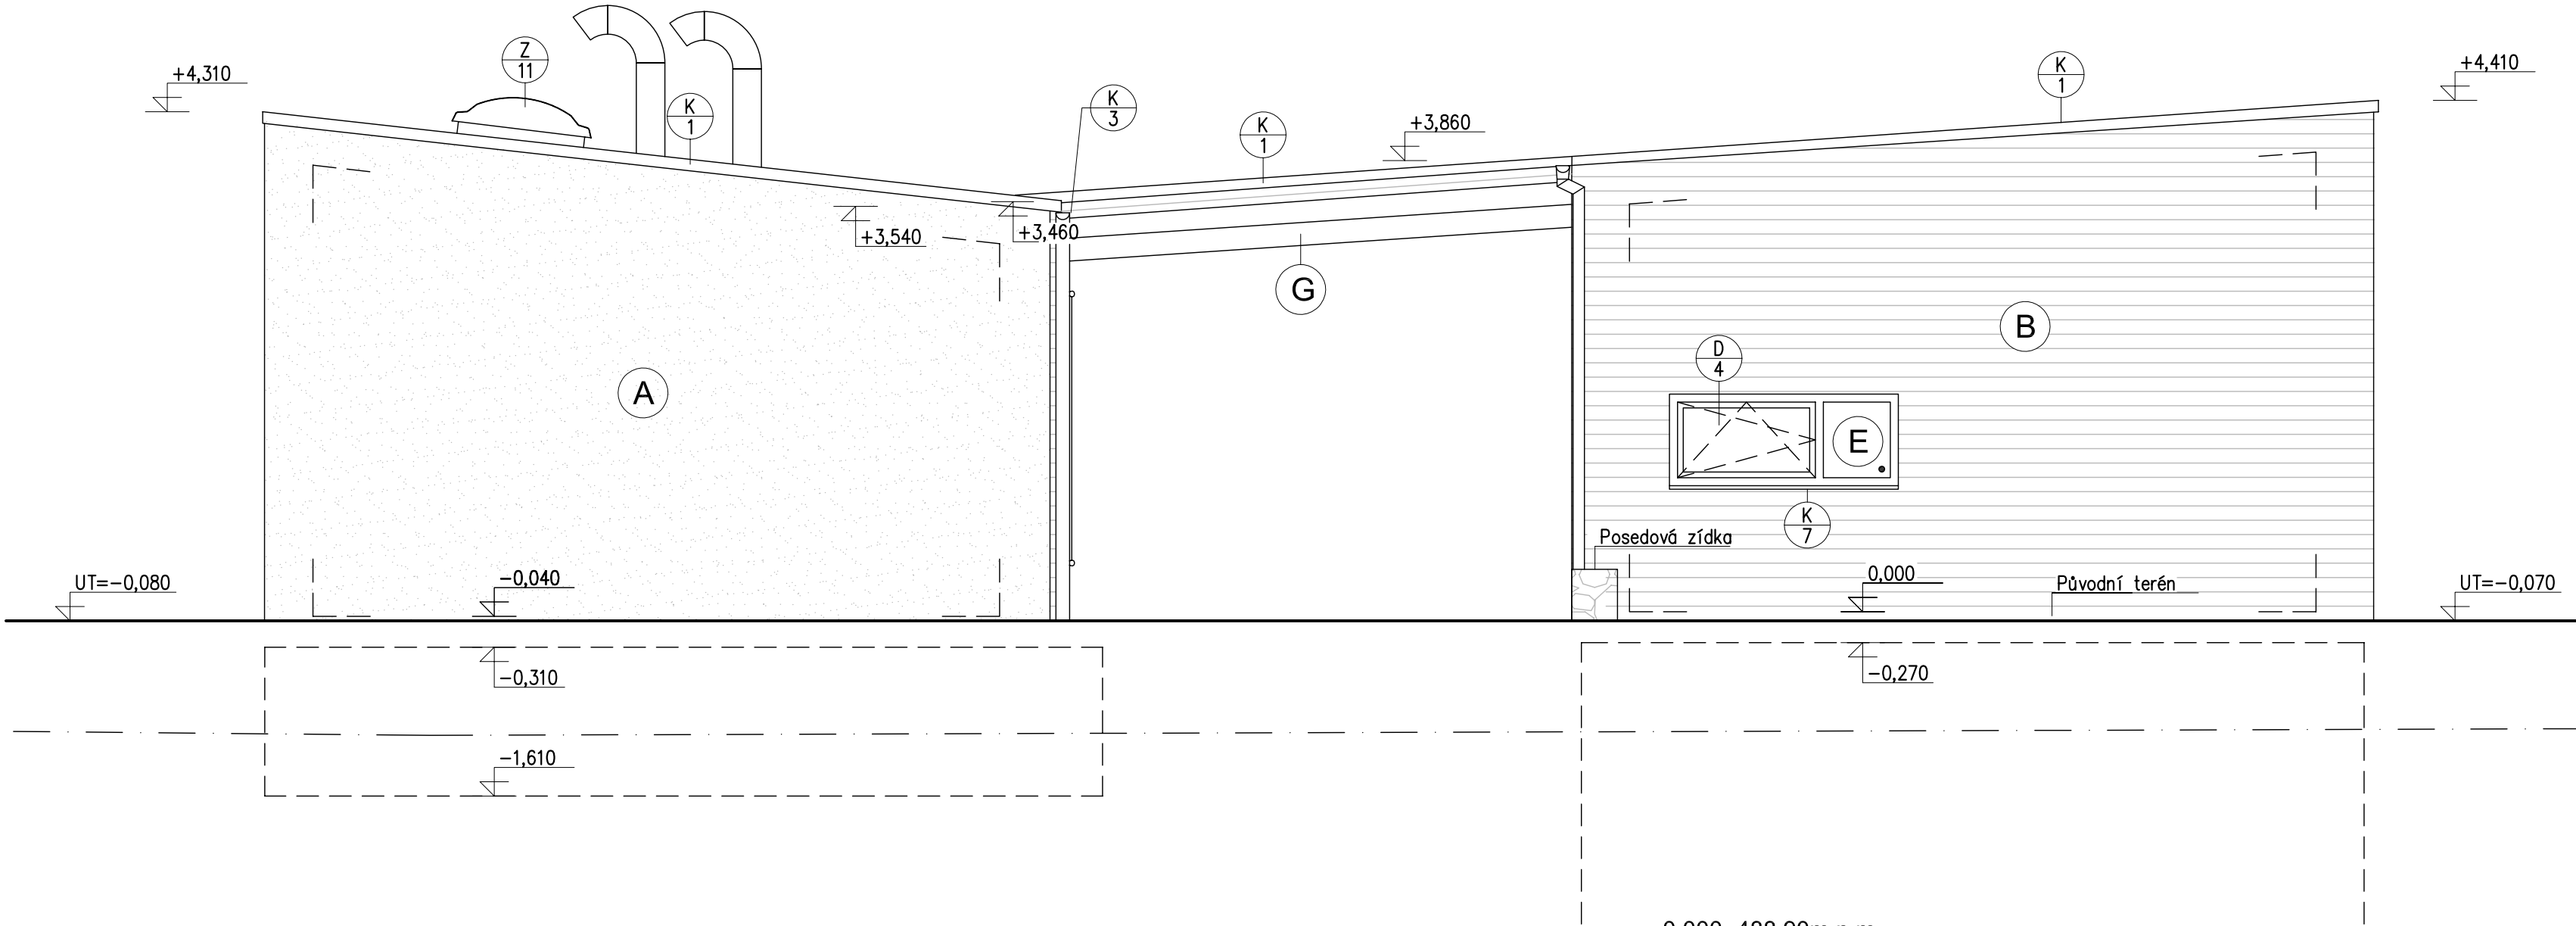 Z
11
+4,310
K
1
K
3
K
1
+3,860
K
1
+4,410
+3,540
+3,460
G
A
B
D
4
E
K
7
Posedová zídka
UT=-0,080
-0,040
0,000
Původní terén
UT=-0,070
-0,310
-0,270
-1,610